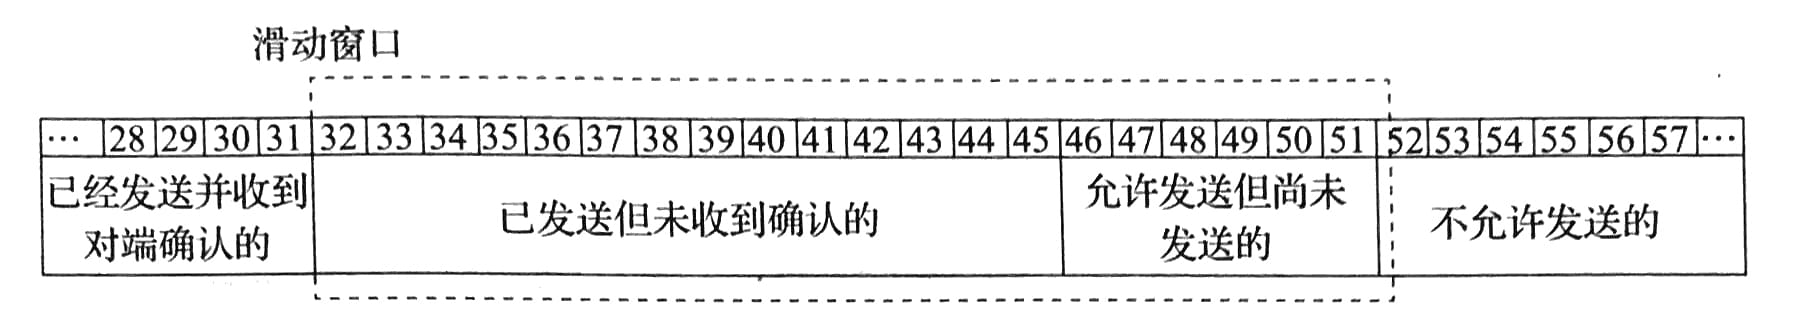 滑动窗口
… 28 29 30 31 32 33 34 35 36 37 38 39 40 41 42 43 44 45 46 47 48 49 50 51 52 53 54 55 56 57 …
已经发送并收到
对端确认的
已发送但未收到确认的
允许发送但尚未
发送的
不允许发送的